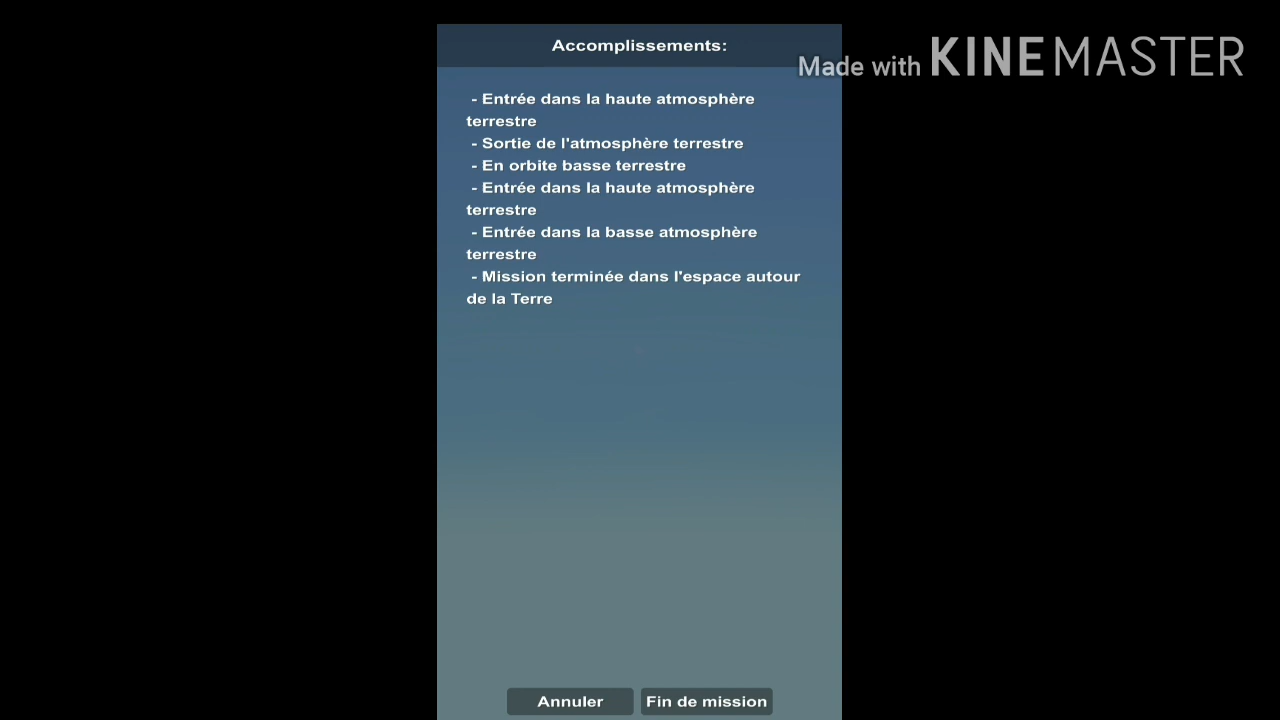 Accomplissements:
Made with KINEMASTER
- Entrée dans la haute atmosphère
terrestre
- Sortie de l'atmosphère terrestre
- En orbite basse terrestre
- Entrée dans la haute atmosphère
terrestre
- Entrée dans la basse atmosphère
terrestre
- Mission terminée dans l'espace autour
de la Terre
Annuler
Fin de mission